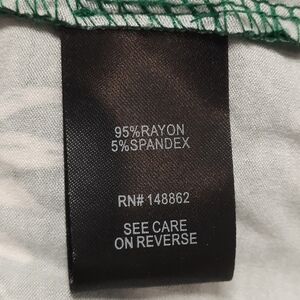 95%RAYON
5%SPANDEX
RN# 148862
SEE CARE
ON REVERSE